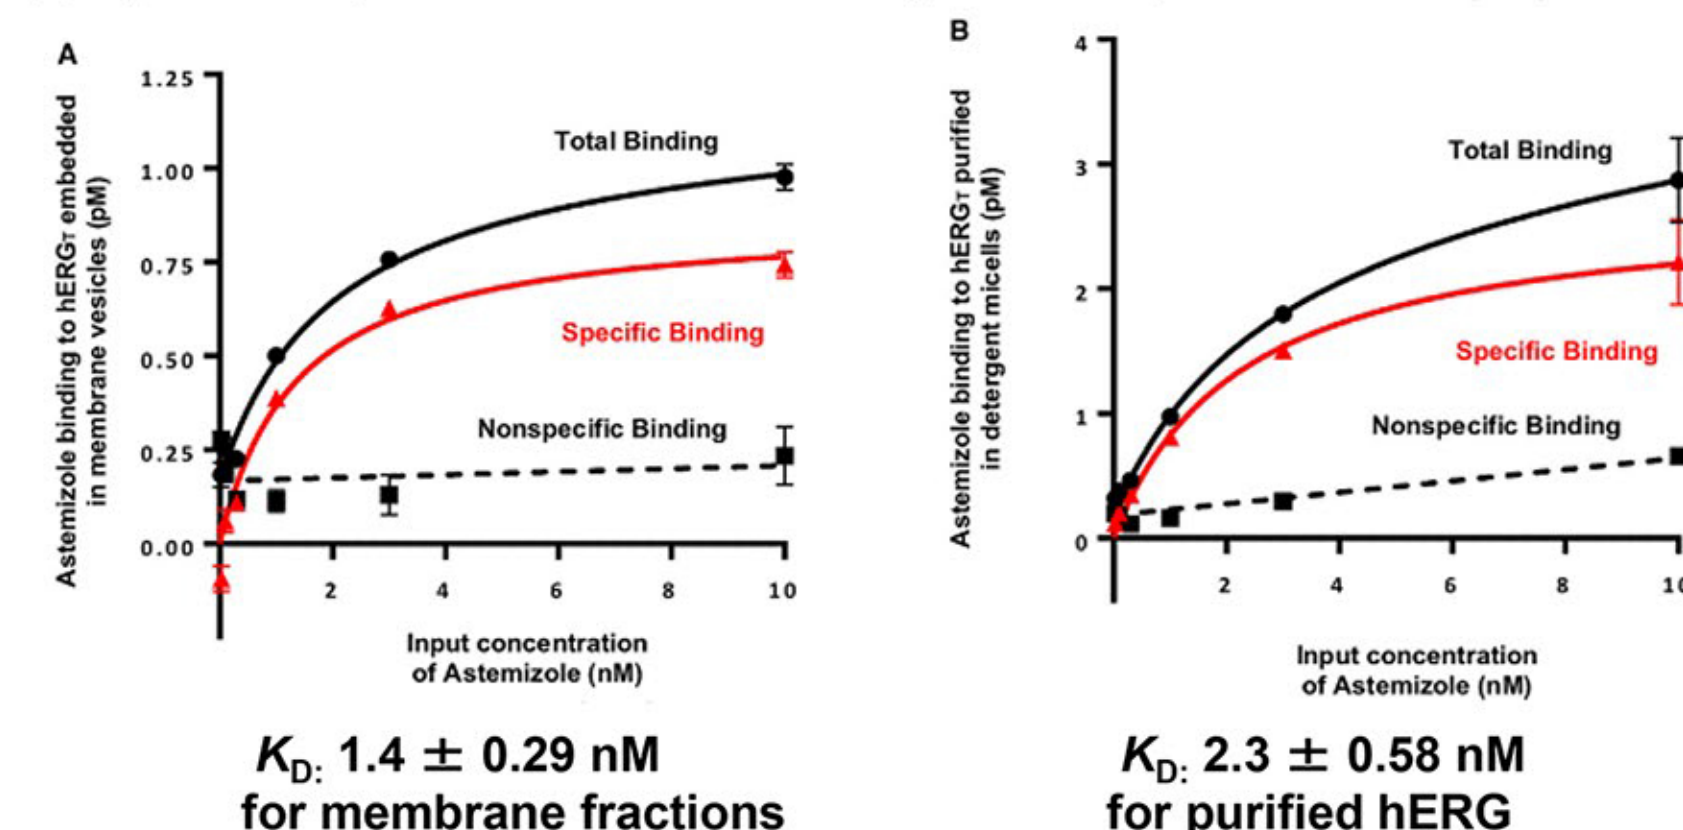 A
1.25
1.00
0.75
0.50
0.25
0.00
Astemizole binding to hERGT embedded
in membrane vesicles (pM)
Total Binding
Specific Binding
Nonspecific Binding
2 4 6 8 10
Input concentration
of Astemizole (nM)
KD: 1.4 ± 0.29 nM
for membrane fractions
B
4
3
2
1
0
Astemizole binding to hERGT purified
in detergent micells (pM)
Total Binding
Specific Binding
Nonspecific Binding
2 4 6 8 10
Input concentration
of Astemizole (nM)
KD: 2.3 ± 0.58 nM
for purified hERG